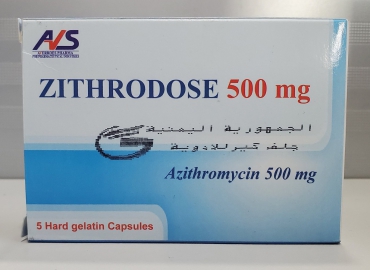 AVS
ZITHRODOSE 500 mg
الجمهورية اليمنية
جلف كير للادوية
Azithromycin 500 mg
5 Hard gelatin Capsules